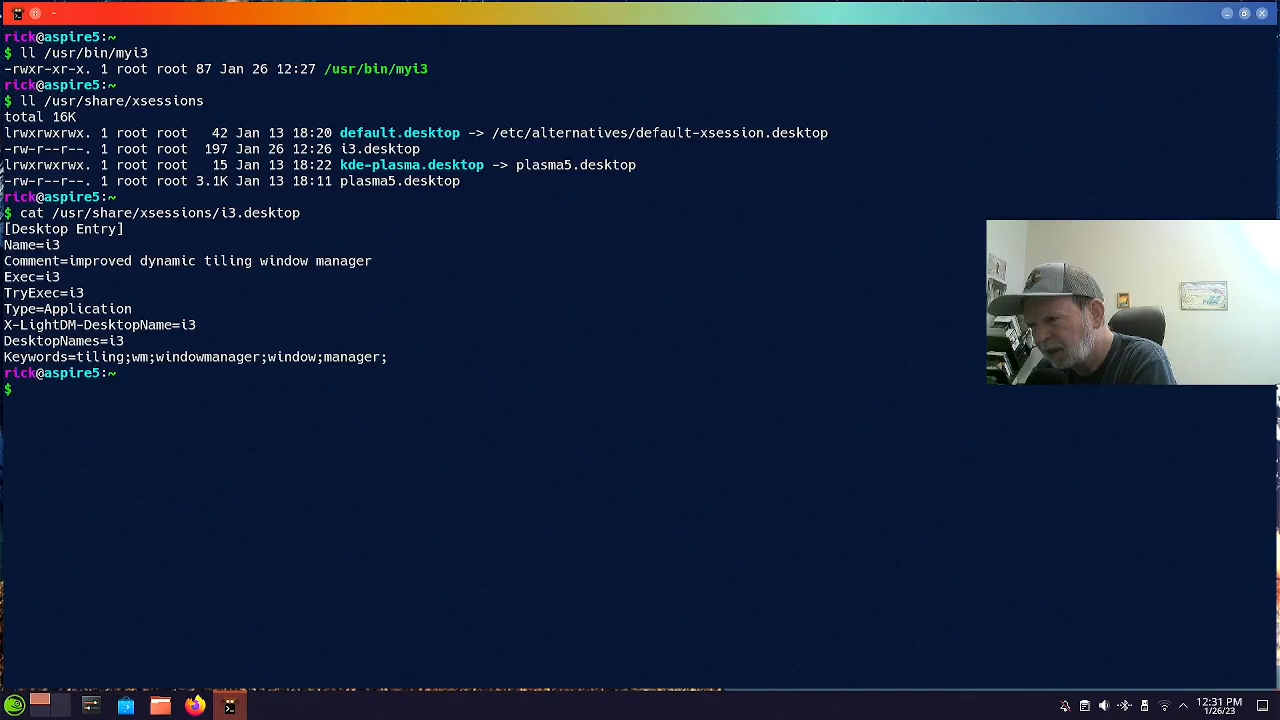 rick@aspire5:~
$ ll /usr/bin/myi3
-rwxr-xr-x. 1 root root 87 Jan 26 12:27 /usr/bin/myi3
rick@aspire5:~
$ ll /usr/share/xsessions
total 16K
lrwxrwxrwx. 1 root root   42 Jan 13 18:20 default.desktop -> /etc/alternatives/default-xsession.desktop
-rw-r--r--. 1 root root  197 Jan 26 12:26 i3.desktop
lrwxrwxrwx. 1 root root   15 Jan 13 18:22 kde-plasma.desktop -> plasma5.desktop
-rw-r--r--. 1 root root 3.1K Jan 13 18:11 plasma5.desktop
rick@aspire5:~
$ cat /usr/share/xsessions/i3.desktop
[Desktop Entry]
Name=i3
Comment=improved dynamic tiling window manager
Exec=i3
TryExec=i3
Type=Application
X-LightDM-DesktopName=i3
DesktopNames=i3
Keywords=tiling;wm;windowmanager;window;manager;
rick@aspire5:~
$
12:31 PM
1/26/23